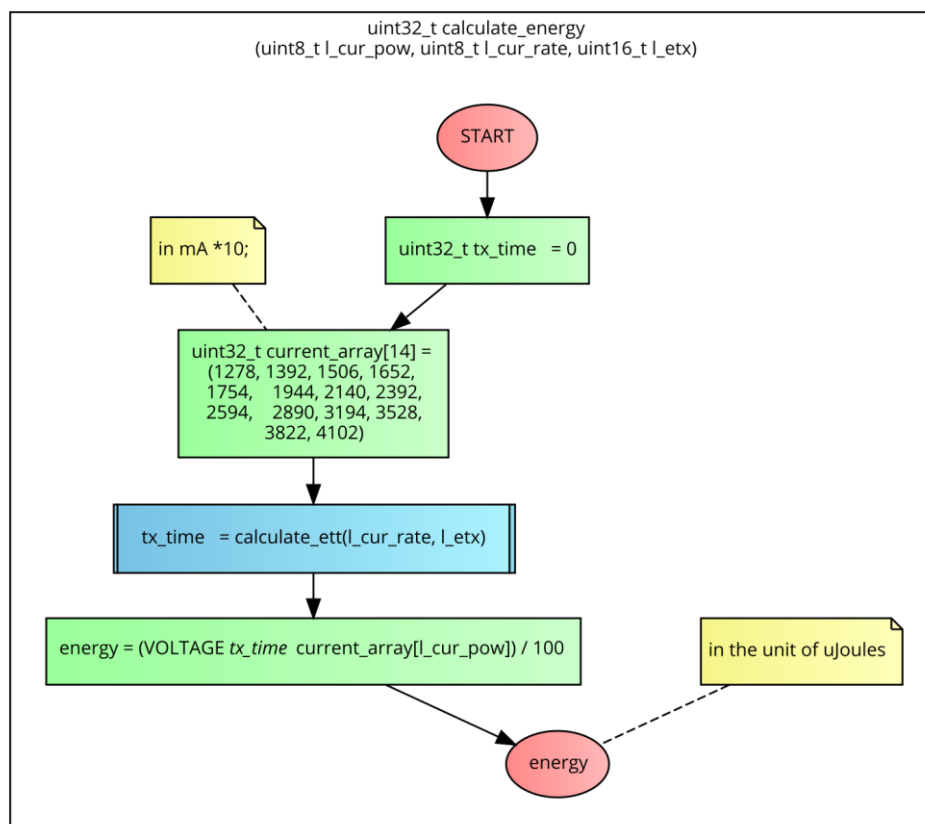 uint32_t calculate_energy
(uint8_t l_cur_pow, uint8_t l_cur_rate, uint16_t l_etx)
START
in mA *10;
uint32_t tx_time = 0
uint32_t current_array[14] =
(1278, 1392, 1506, 1652,
1754, 1944, 2140, 2392,
2594, 2890, 3194, 3528,
3822, 4102)
tx_time = calculate_ett(l_cur_rate, l_etx)
energy = (VOLTAGE tx_time current_array[l_cur_pow]) / 100
in the unit of uJoules
energy